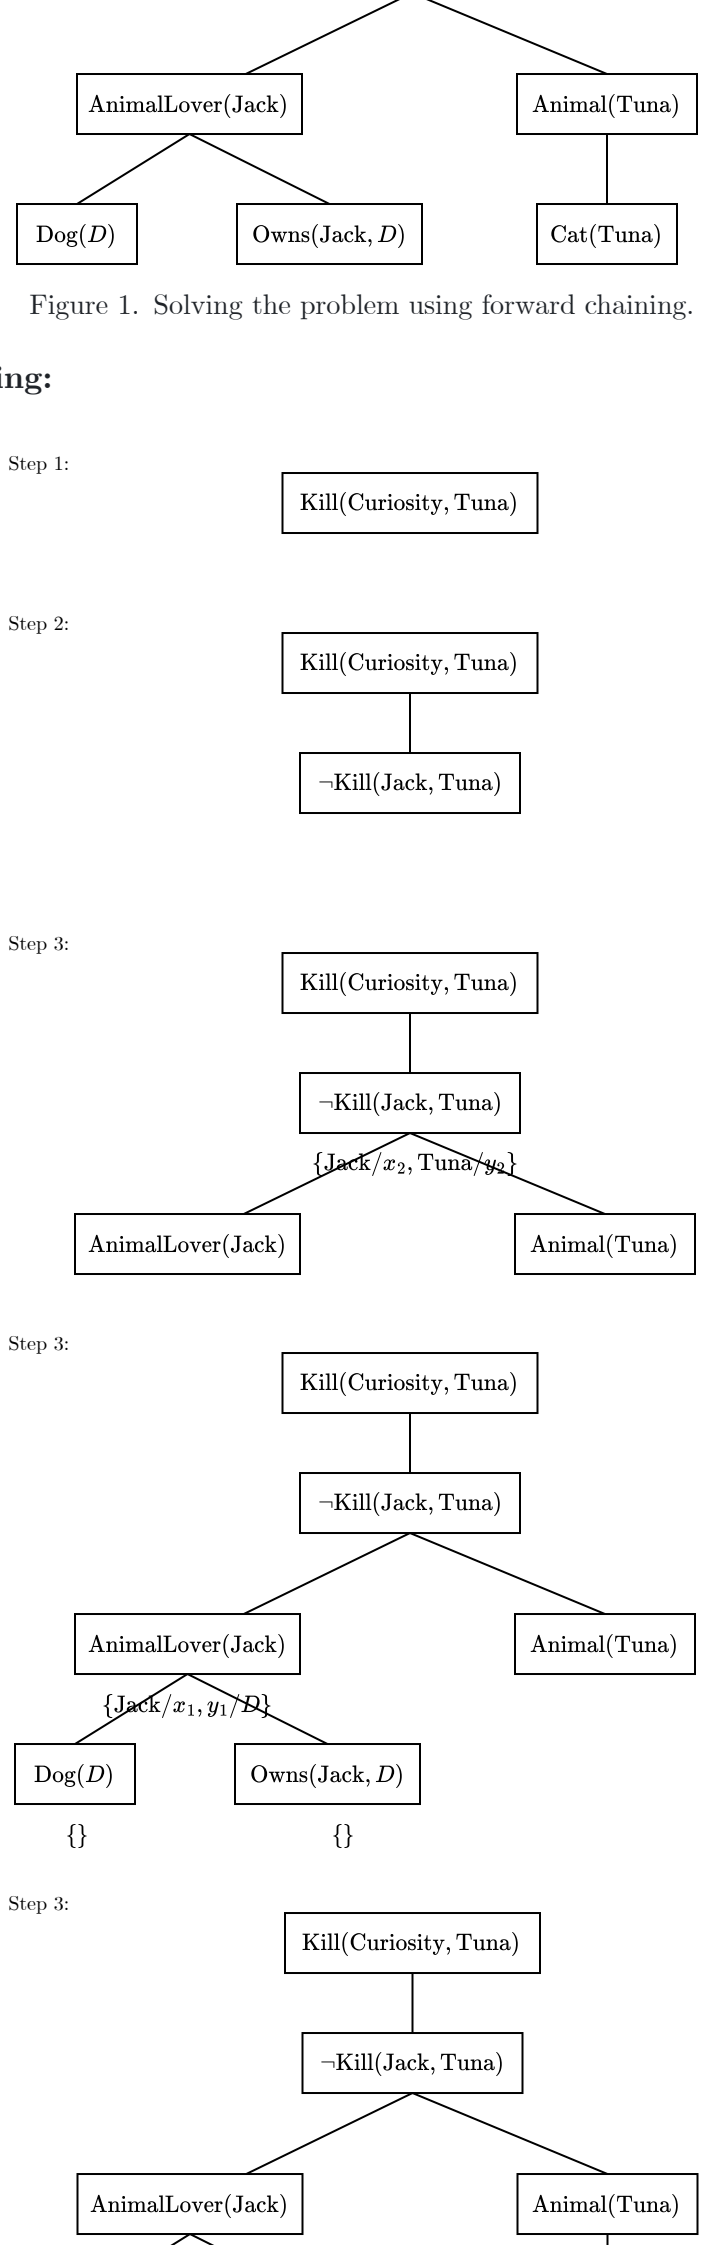 AnimalLover(Jack) Animal(Tuna)
Dog(D) Owns(Jack, D) Cat(Tuna)
Figure 1. Solving the problem using forward chaining.
ing:
Step 1:
Kill(Curiosity, Tuna)
Step 2:
Kill(Curiosity, Tuna)
¬Kill(Jack, Tuna)
Step 3:
Kill(Curiosity, Tuna)
¬Kill(Jack, Tuna)
{Jack/x₂, Tuna/y₂}
AnimalLover(Jack) Animal(Tuna)
Step 3:
Kill(Curiosity, Tuna)
¬Kill(Jack, Tuna)
AnimalLover(Jack) Animal(Tuna)
{Jack/x₁, y₁/D}
Dog(D) Owns(Jack, D)
{} {}
Step 3:
Kill(Curiosity, Tuna)
¬Kill(Jack, Tuna)
AnimalLover(Jack) Animal(Tuna)